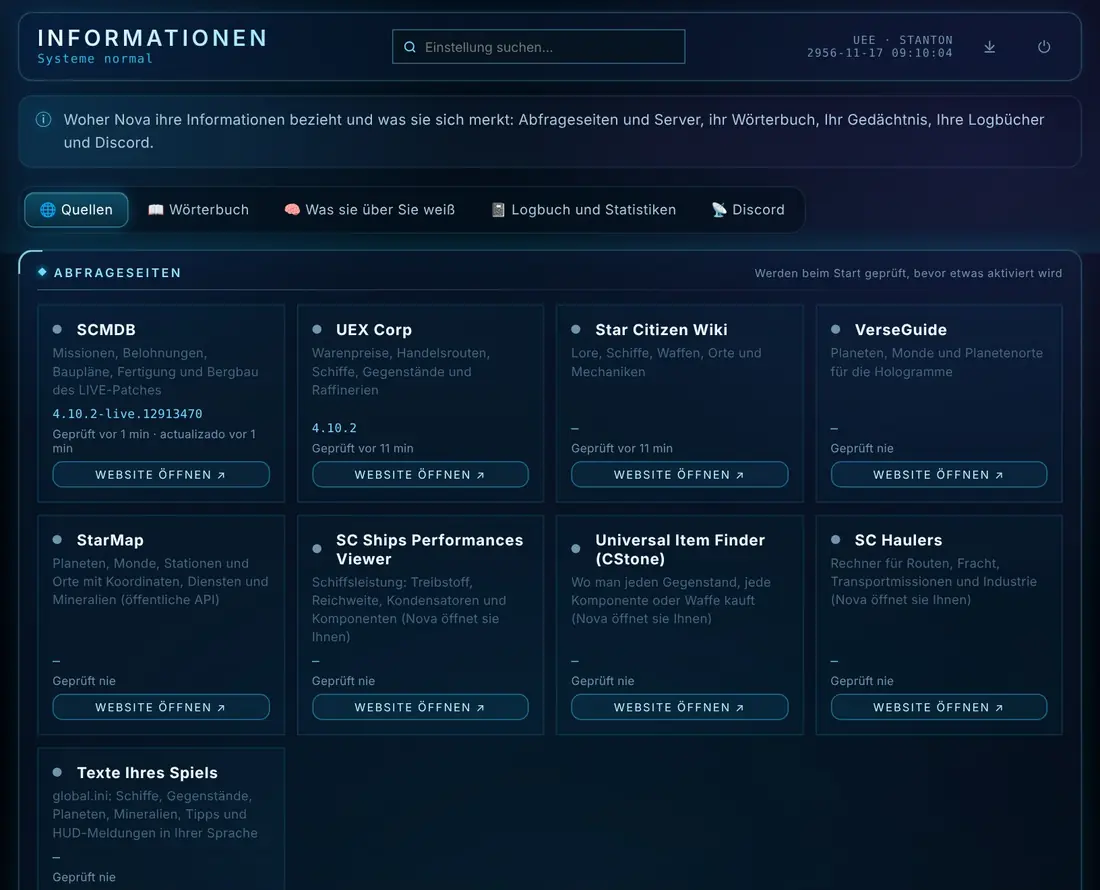 INFORMATIONEN
Systeme normal
Einstellung suchen...
UEE · STANTON
2956-11-17 09:10:04
Woher Nova ihre Informationen bezieht und was sie sich merkt: Abfrageseiten und Server, ihr Wörterbuch, Ihr Gedächtnis, Ihre Logbücher
und Discord.
Quellen
Wörterbuch
Was sie über Sie weiß
Logbuch und Statistiken
Discord
ABFRAGESEITEN
Werden beim Start geprüft, bevor etwas aktiviert wird
SCMDB
Missionen, Belohnungen,
Baupläne, Fertigung und Bergbau
des LIVE-Patches
4.10.2-live.12913470
Geprüft vor 1 min · actualizado vor 1
min
WEBSITE ÖFFNEN ↗
UEX Corp
Warenpreise, Handelsrouten,
Schiffe, Gegenstände und
Raffinerien
4.10.2
Geprüft vor 11 min
WEBSITE ÖFFNEN ↗
Star Citizen Wiki
Lore, Schiffe, Waffen, Orte und
Mechaniken
—
Geprüft vor 11 min
WEBSITE ÖFFNEN ↗
VerseGuide
Planeten, Monde und Planetenorte
für die Hologramme
—
Geprüft nie
WEBSITE ÖFFNEN ↗
StarMap
Planeten, Monde, Stationen und
Orte mit Koordinaten, Diensten und
Mineralien (öffentliche API)
—
Geprüft nie
WEBSITE ÖFFNEN ↗
SC Ships Performances
Viewer
Schiffsleistung: Treibstoff,
Reichweite, Kondensatoren und
Komponenten (Nova öffnet sie
Ihnen)
—
Geprüft nie
WEBSITE ÖFFNEN ↗
Universal Item Finder
(CStone)
Wo man jeden Gegenstand, jede
Komponente oder Waffe kauft
(Nova öffnet sie Ihnen)
—
Geprüft nie
WEBSITE ÖFFNEN ↗
SC Haulers
Rechner für Routen, Fracht,
Transportmissionen und Industrie
(Nova öffnet sie Ihnen)
—
Geprüft nie
WEBSITE ÖFFNEN ↗
Texte Ihres Spiels
global.ini: Schiffe, Gegenstände,
Planeten, Mineralien, Tipps und
HUD-Meldungen in Ihrer Sprache
—
Geprüft nie